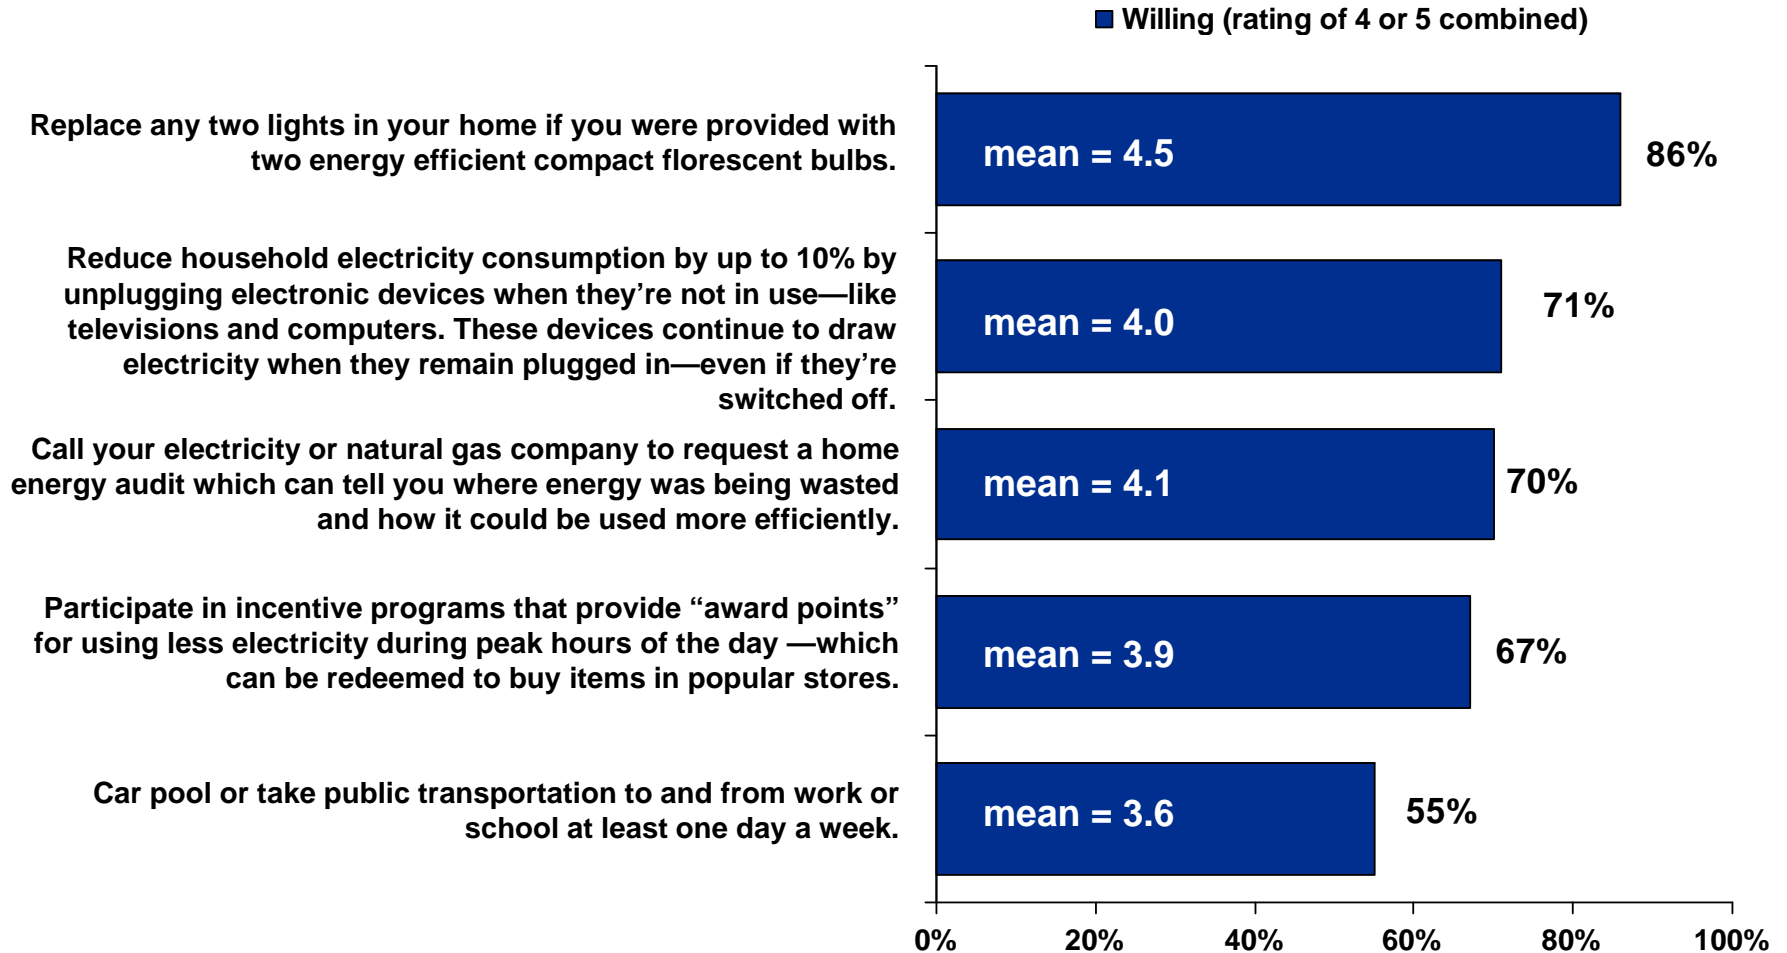 Willing (rating of 4 or 5 combined)
Replace any two lights in your home if you were provided with
two energy efficient compact florescent bulbs.
mean = 4.5
86%
Reduce household electricity consumption by up to 10% by
unplugging electronic devices when they’re not in use—like
televisions and computers. These devices continue to draw
electricity when they remain plugged in—even if they’re
switched off.
mean = 4.0
71%
Call your electricity or natural gas company to request a home
energy audit which can tell you where energy was being wasted
and how it could be used more efficiently.
mean = 4.1
70%
Participate in incentive programs that provide “award points”
for using less electricity during peak hours of the day —which
can be redeemed to buy items in popular stores.
mean = 3.9
67%
Car pool or take public transportation to and from work or
school at least one day a week.
mean = 3.6
55%
0% 20% 40% 60% 80% 100%